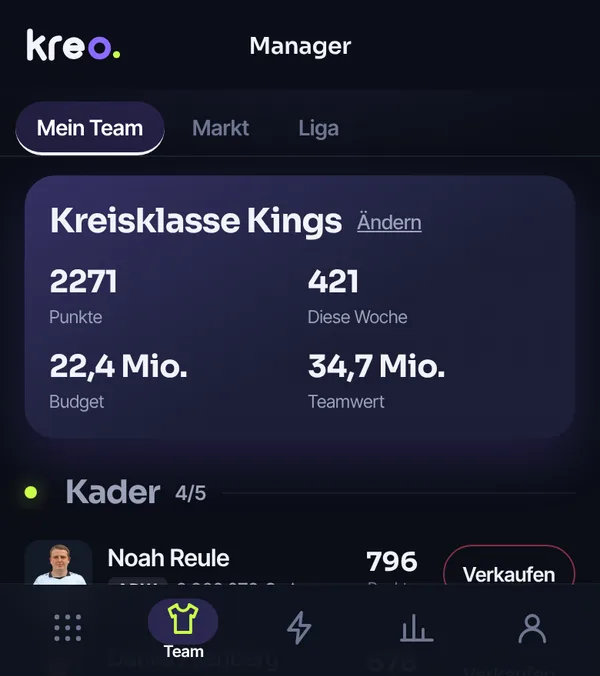 kreo.
Manager
Mein Team
Markt
Liga
Kreisklasse Kings Ändern
2271
Punkte
421
Diese Woche
22,4 Mio.
Budget
34,7 Mio.
Teamwert
Kader 4/5
Noah Reule
796
Verkaufen
Team